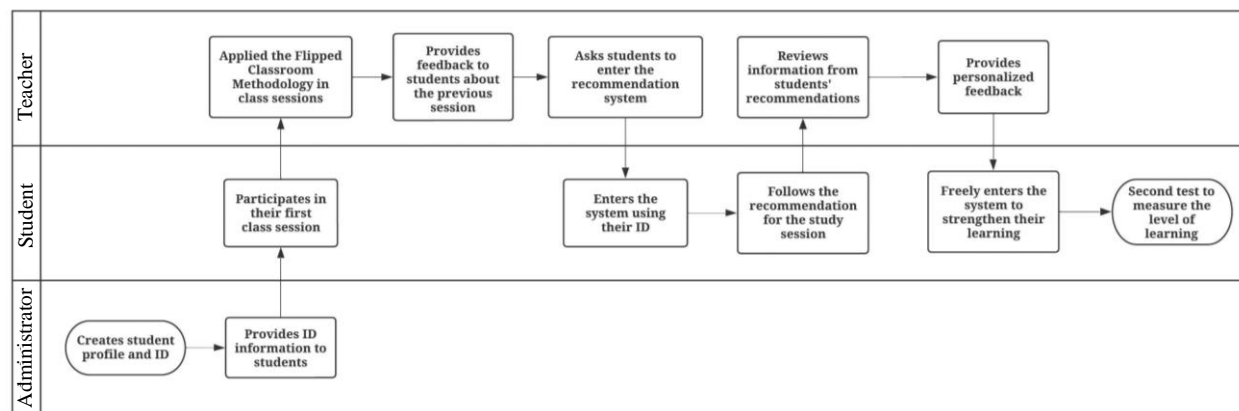 Teacher
Applied the Flipped
Classroom
Methodology in
class sessions
Provides
feedback to
students about
the previous
session
Asks students to
enter the
recommendation
system
Reviews
information from
students'
recommendations
Provides
personalized
feedback
Student
Participates in
their first
class session
Enters the
system using
their ID
Follows the
recommendation
for the study
session
Freely enters the
system to
strengthen their
learning
Second test to
measure the
level of
learning
Administrator
Creates student
profile and ID
Provides ID
information to
students